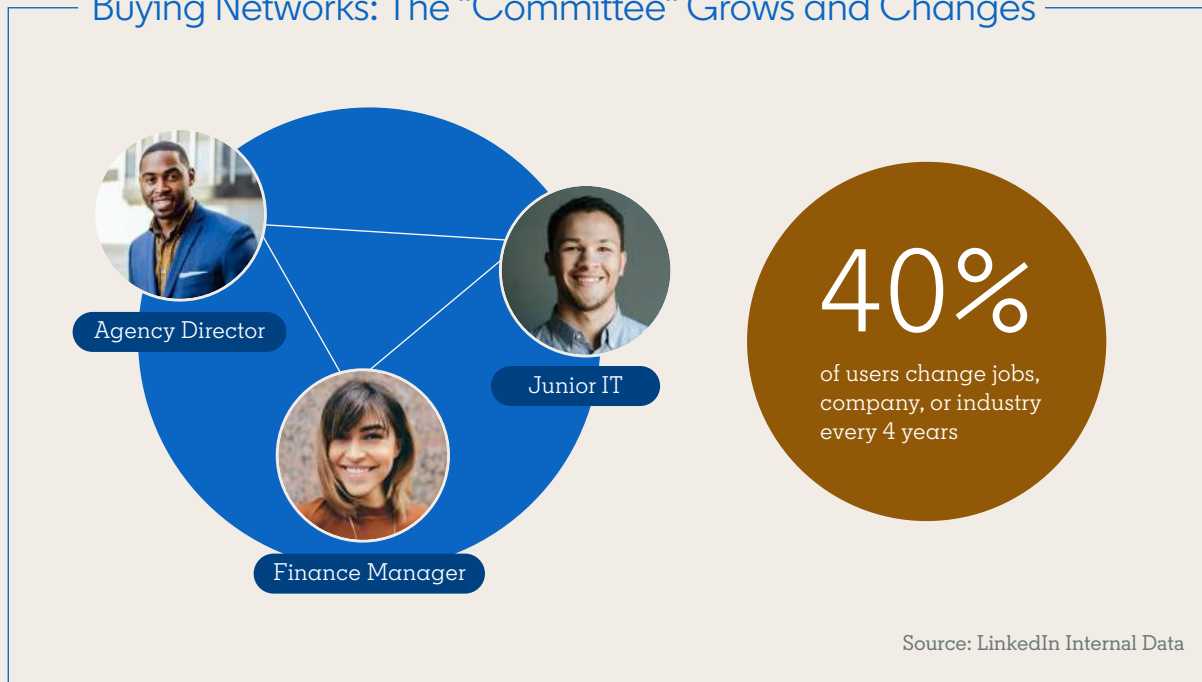 Buying Networks: The "Committee" Grows and Changes
Agency Director
Junior IT
Finance Manager
40%
of users change jobs,
company, or industry
every 4 years
Source: LinkedIn Internal Data